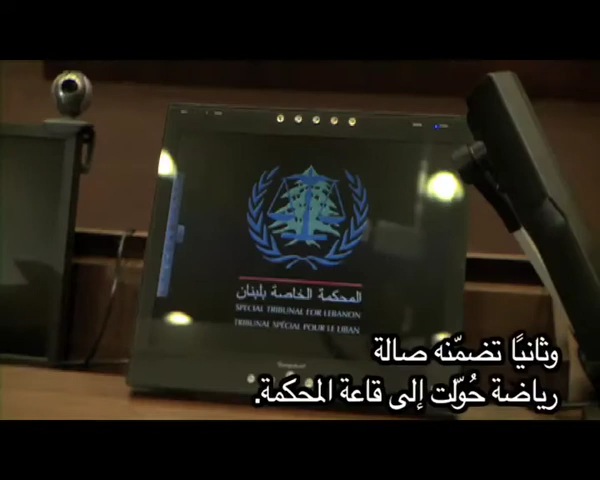 المحكمة الخاصة بلبنان
SPECIAL TRIBUNAL FOR LEBANON
TRIBUNAL SPÉCIAL POUR LE LIBAN
وثانيًا تضمّنه صالة
رياضة حُوّلت إلى قاعة المحكمة.